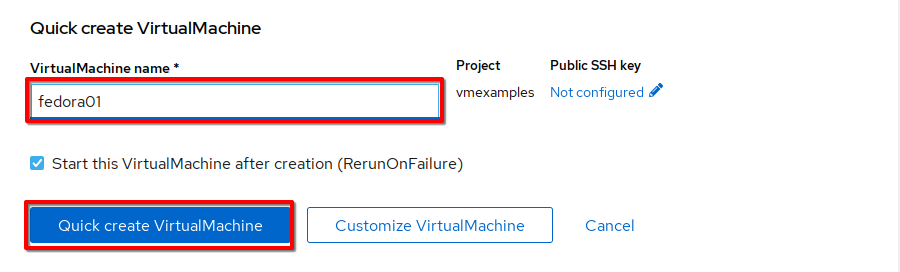 Quick create VirtualMachine
VirtualMachine name *
Project
Public SSH key
fedora01
vmexamples
Not configured
Start this VirtualMachine after creation (RerunOnFailure)
Quick create VirtualMachine
Customize VirtualMachine
Cancel